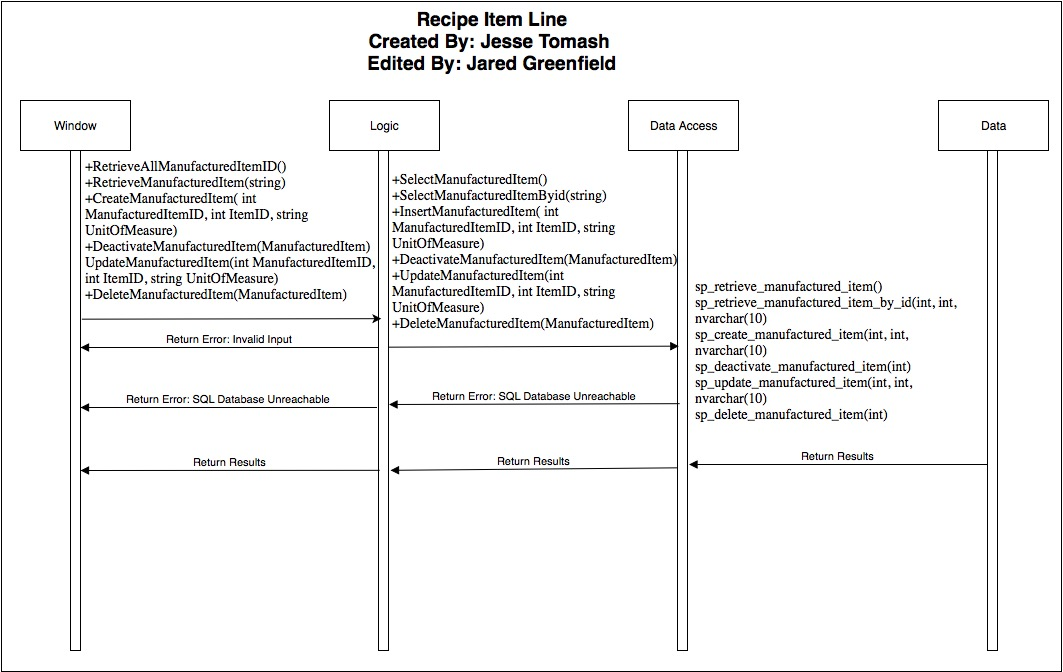 Recipe Item Line
Created By: Jesse Tomash
Edited By: Jared Greenfield
Window
Logic
Data Access
Data
+RetrieveAllManufacturedItemID()
+RetrieveManufacturedItem(string)
+CreateManufacturedItem( int
ManufacturedItemID, int ItemID, string
UnitOfMeasure)
+DeactivateManufacturedItem(ManufacturedItem)
UpdateManufacturedItem(int ManufacturedItemID,
int ItemID, string UnitOfMeasure)
+DeleteManufacturedItem(ManufacturedItem)
+SelectManufacturedItem()
+SelectManufacturedItemByid(string)
+InsertManufacturedItem( int
ManufacturedItemID, int ItemID, string
UnitOfMeasure)
+DeactivateManufacturedItem(ManufacturedItem)
+UpdateManufacturedItem(int
ManufacturedItemID, int ItemID, string
UnitOfMeasure)
+DeleteManufacturedItem(ManufacturedItem)
sp_retrieve_manufactured_item()
sp_retrieve_manufactured_item_by_id(int, int,
nvarchar(10)
sp_create_manufactured_item(int, int,
nvarchar(10)
sp_deactivate_manufactured_item(int)
sp_update_manufactured_item(int, int,
nvarchar(10)
sp_delete_manufactured_item(int)
Return Error: Invalid Input
Return Error: SQL Database Unreachable
Return Error: SQL Database Unreachable
Return Results
Return Results
Return Results